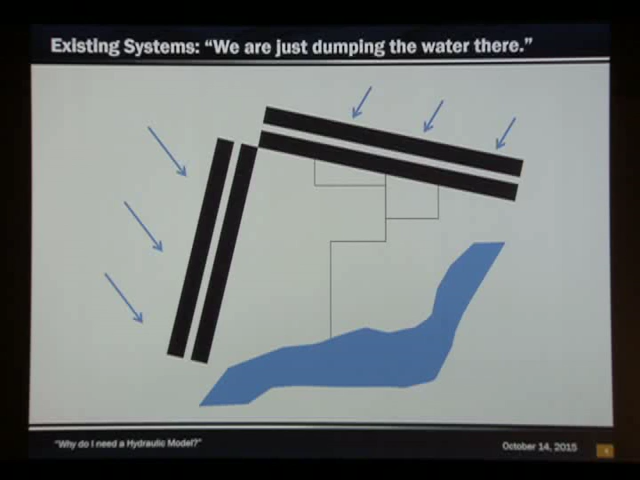 Existing Systems: “We are just dumping the water there.”
“Why do I need a Hydraulic Model?”
October 14, 2015